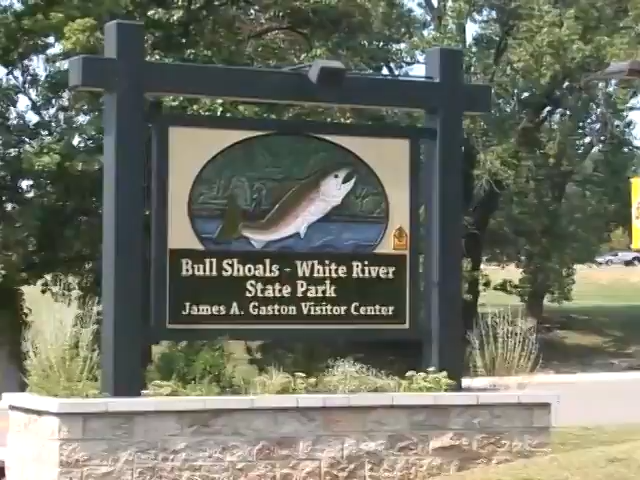 Bull Shoals - White River
State Park
James A. Gaston Visitor Center